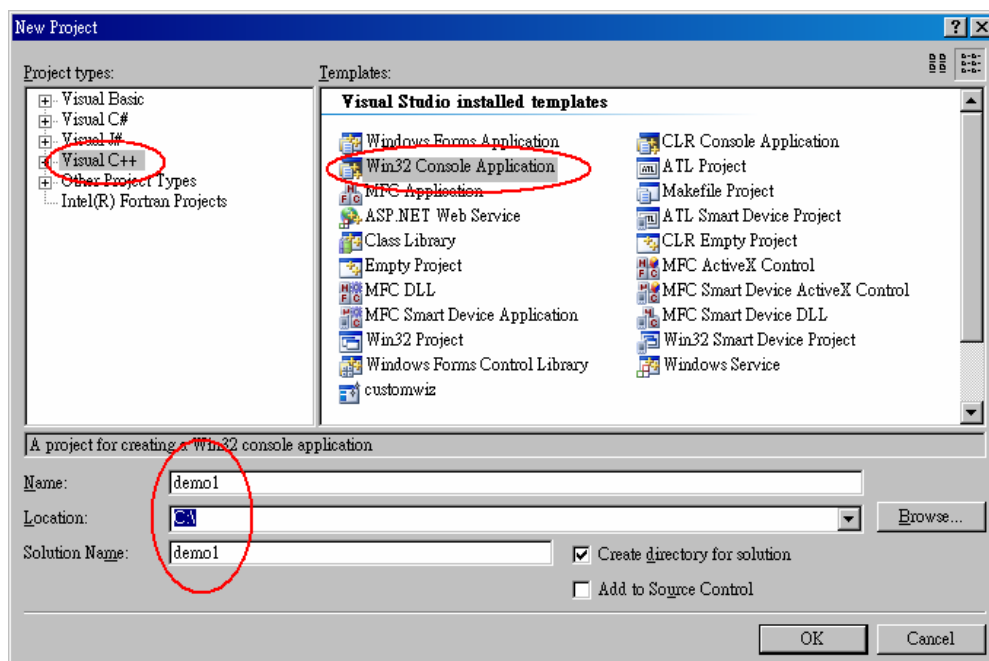 New Project
Project types:
Templates:
Visual Basic
Visual C#
Visual J#
Visual C++
Other Project Types
Intel(R) Fortran Projects
Visual Studio installed templates
Windows Forms Application
CLR Console Application
Win32 Console Application
ATL Project
MFC Application
Makefile Project
ASP.NET Web Service
ATL Smart Device Project
Class Library
CLR Empty Project
Empty Project
MFC ActiveX Control
MFC DLL
MFC Smart Device ActiveX Control
MFC Smart Device Application
MFC Smart Device DLL
Win32 Project
Win32 Smart Device Project
Windows Forms Control Library
Windows Service
customwiz
A project for creating a Win32 console application
Name:
demo1
Location:
C:\
Browse...
Solution Name:
demo1
Create directory for solution
Add to Source Control
OK
Cancel